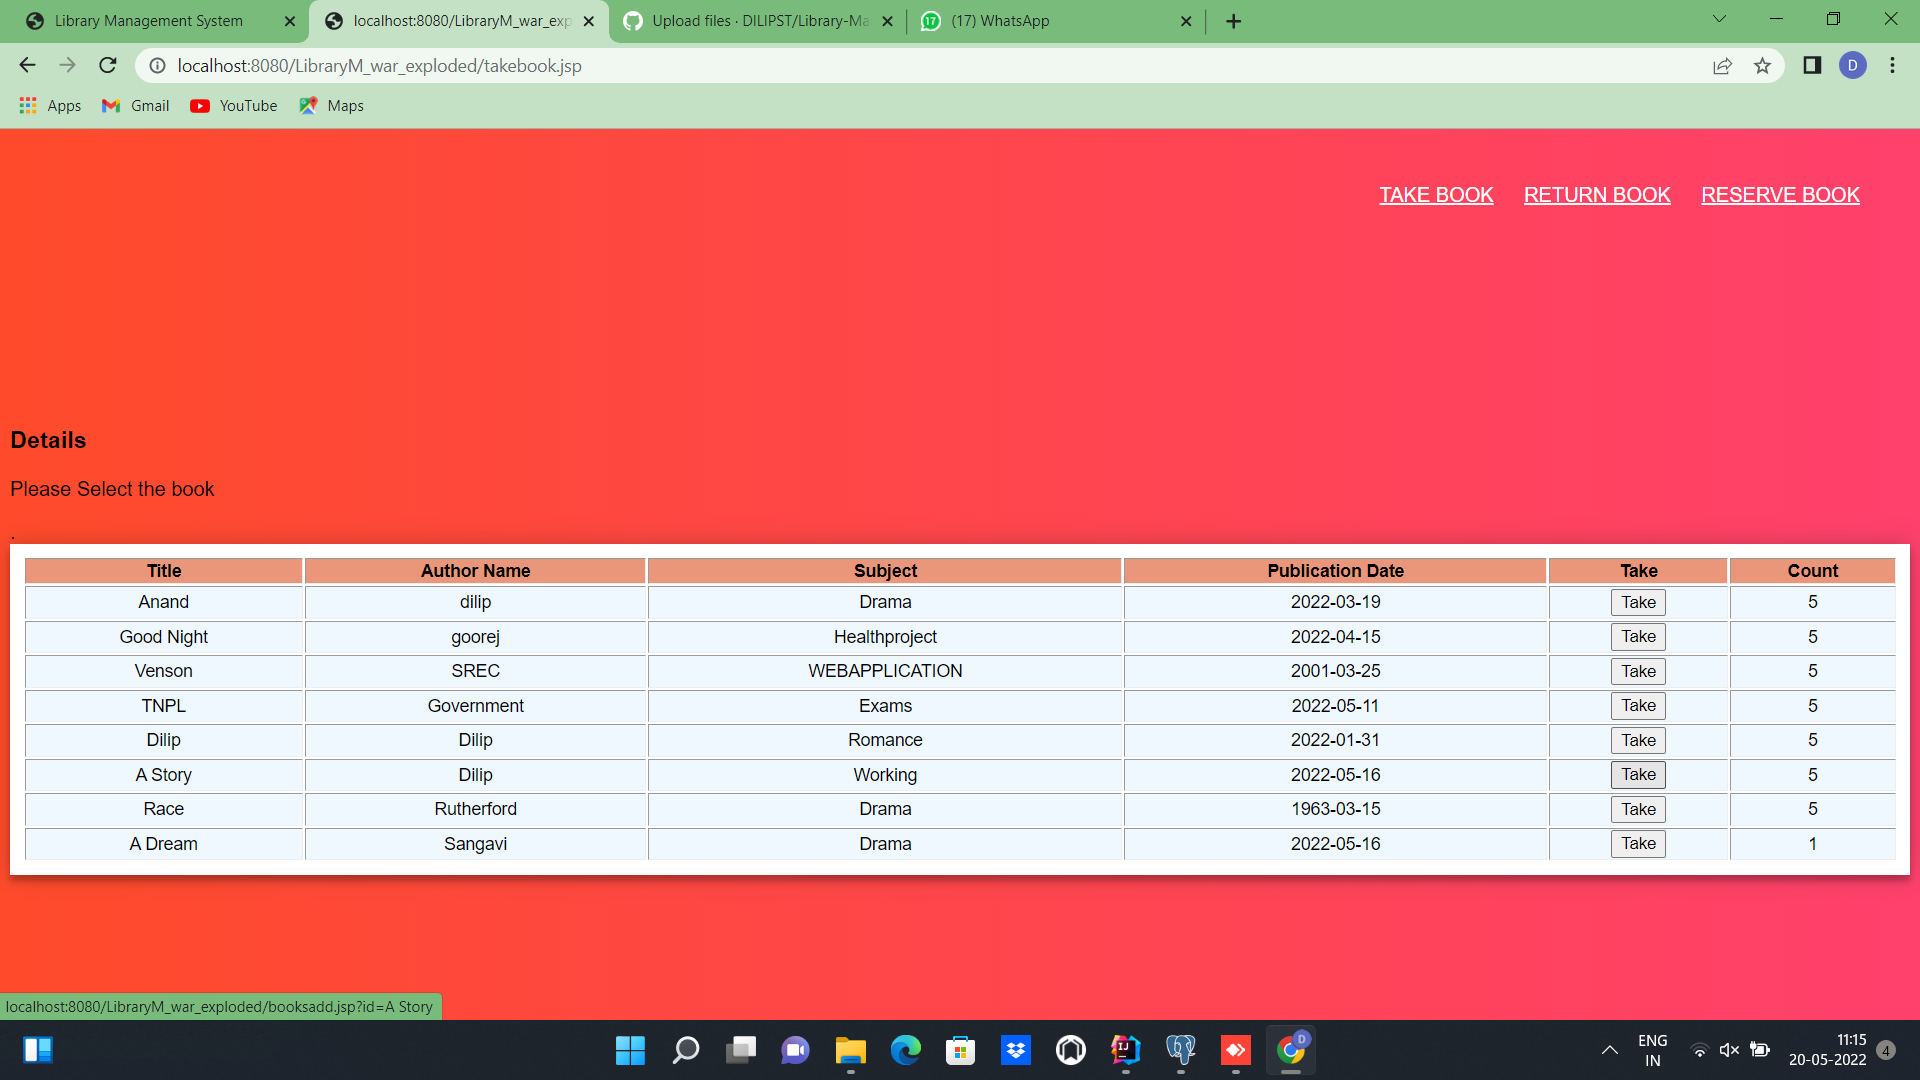 Library Management System
localhost:8080/LibraryM_war_exp
Upload files · DILIPST/Library-Ma
17
(17) WhatsApp
localhost:8080/LibraryM_war_exploded/takebook.jsp
D
Apps Gmail YouTube Maps
TAKE BOOK RETURN BOOK RESERVE BOOK
Details
Please Select the book
.
Title Author Name Subject Publication Date Take Count
Anand dilip Drama 2022-03-19 Take 5
Good Night goorej Healthproject 2022-04-15 Take 5
Venson SREC WEBAPPLICATION 2001-03-25 Take 5
TNPL Government Exams 2022-05-11 Take 5
Dilip Dilip Romance 2022-01-31 Take 5
A Story Dilip Working 2022-05-16 Take 5
Race Rutherford Drama 1963-03-15 Take 5
A Dream Sangavi Drama 2022-05-16 Take 1
localhost:8080/LibraryM_war_exploded/booksadd.jsp?id=A Story
IJ
D
ENG
IN
11:15
20-05-2022
4